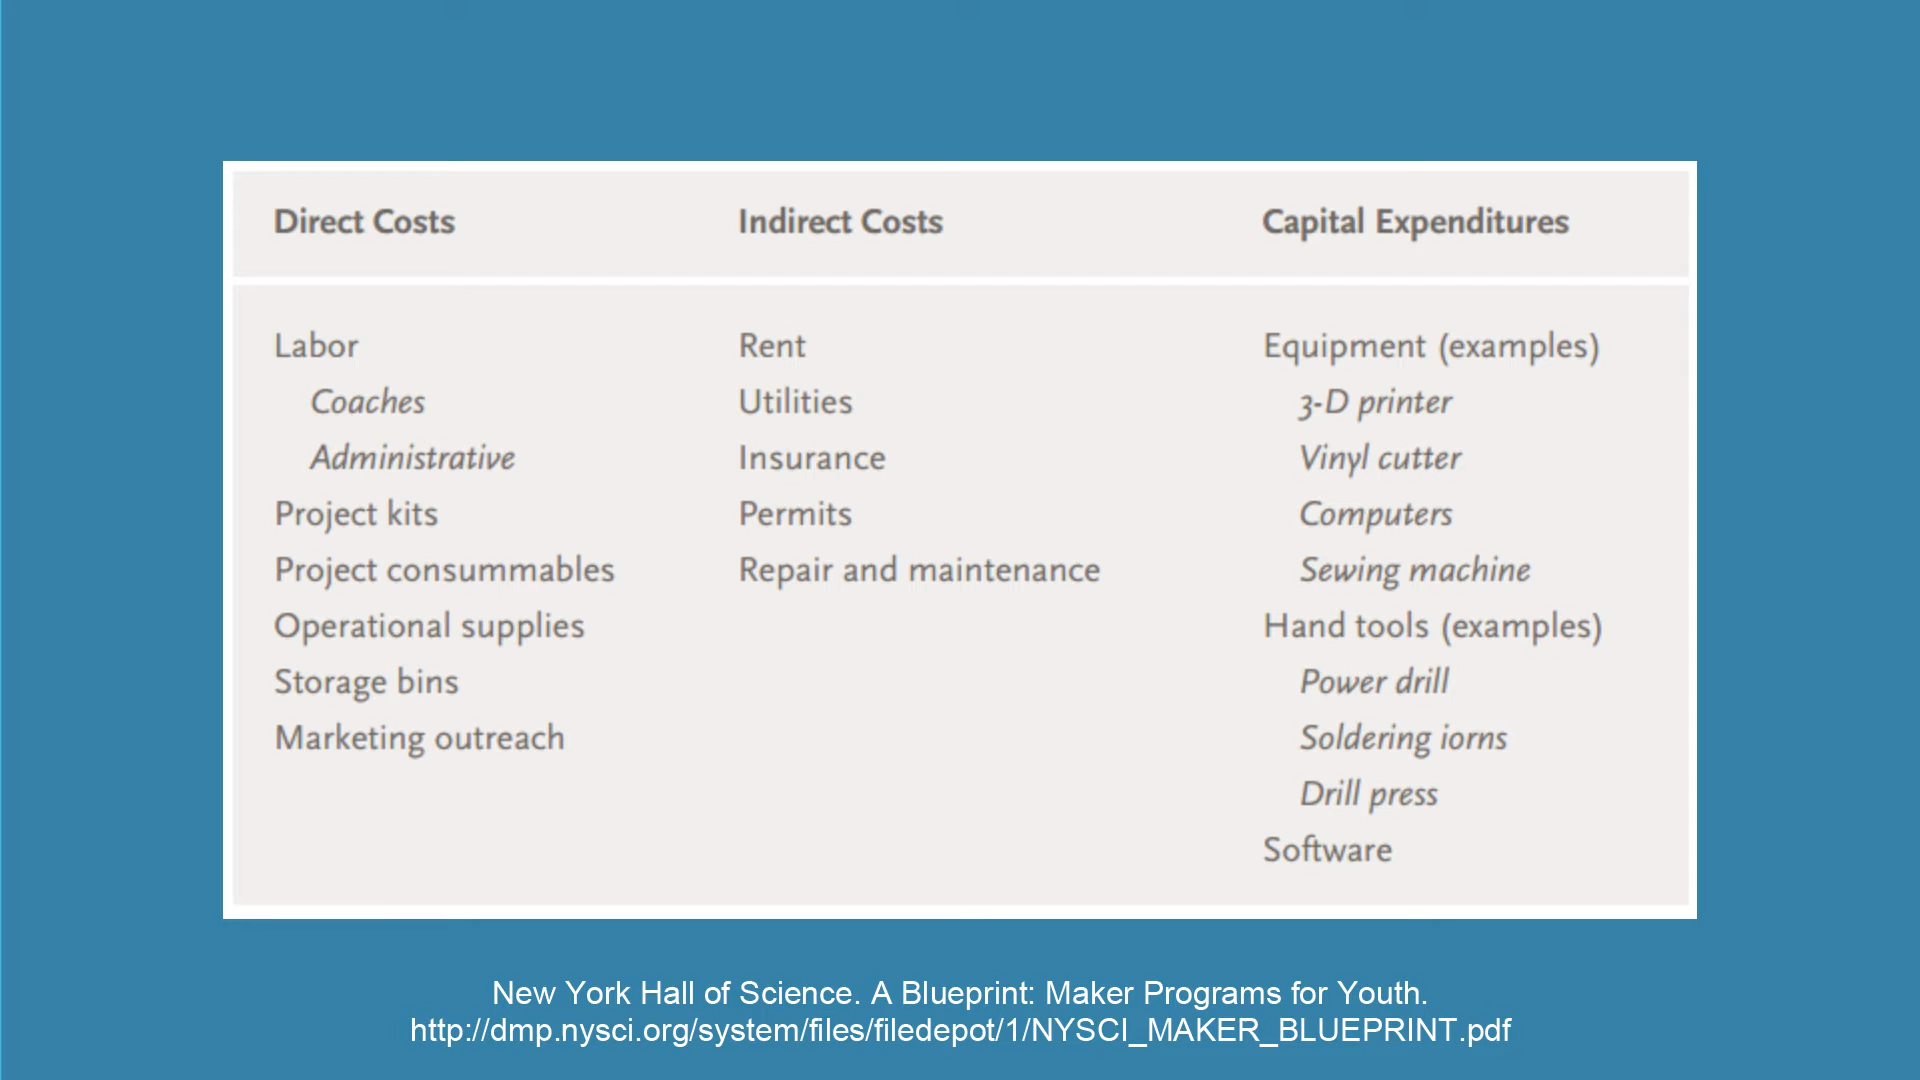 Direct Costs
Indirect Costs
Capital Expenditures
Labor
Coaches
Administrative
Project kits
Project consummables
Operational supplies
Storage bins
Marketing outreach
Rent
Utilities
Insurance
Permits
Repair and maintenance
Equipment (examples)
3-D printer
Vinyl cutter
Computers
Sewing machine
Hand tools (examples)
Power drill
Soldering iorns
Drill press
Software
New York Hall of Science. A Blueprint: Maker Programs for Youth.
http://dmp.nysci.org/system/files/filedepot/1/NYSCI_MAKER_BLUEPRINT.pdf